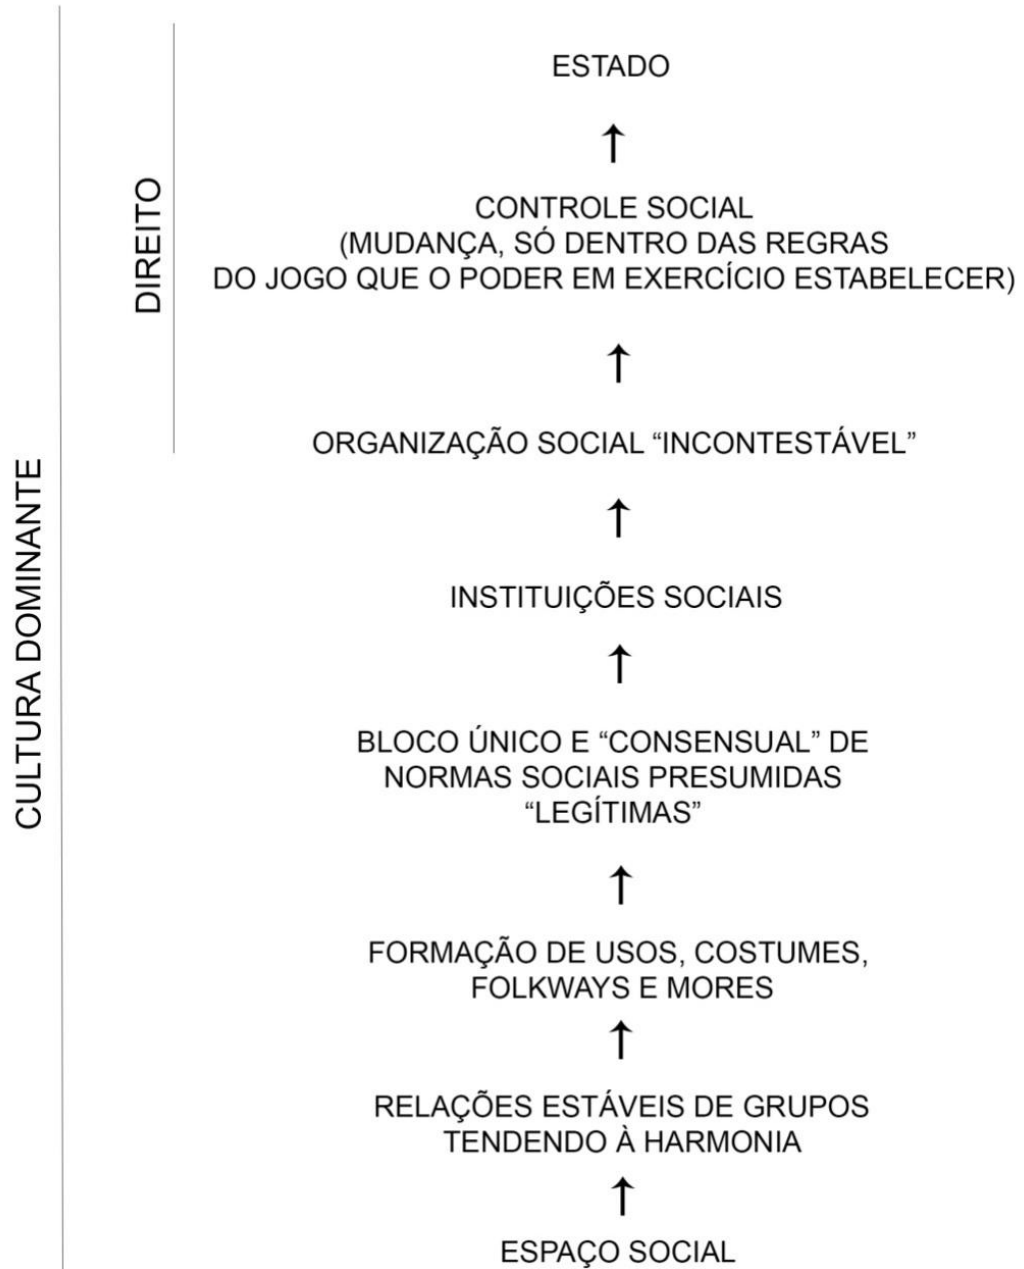 ESTADO
CONTROLE SOCIAL
(MUDANÇA, SÓ DENTRO DAS REGRAS
DO JOGO QUE O PODER EM EXERCÍCIO ESTABELECER)
DIREITO
ORGANIZAÇÃO SOCIAL “INCONTESTÁVEL”
INSTITUIÇÕES SOCIAIS
CULTURA DOMINANTE
BLOCO ÚNICO E “CONSENSUAL” DE
NORMAS SOCIAIS PRESUMIDAS
“LEGÍTIMAS”
FORMAÇÃO DE USOS, COSTUMES,
FOLKWAYS E MORES
RELAÇÕES ESTÁVEIS DE GRUPOS
TENDENDO À HARMONIA
ESPAÇO SOCIAL